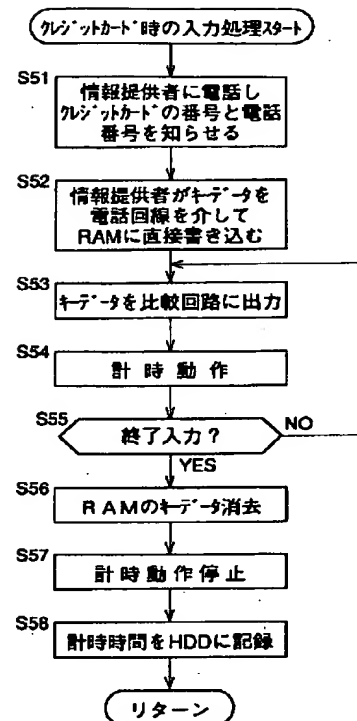 クレジットカード時の入力処理スタート
S51
情報提供者に電話し
クレジットカードの番号と電話
番号を知らせる
S52
情報提供者がキーデータを
電話回線を介して
RAMに直接書き込む
S53
キーデータを比較回路に出力
S54
計時動作
S55
終了入力？
NO
YES
S56
RAMのキーデータ消去
S57
計時動作停止
S58
計時時間をHDDに記録
リターン